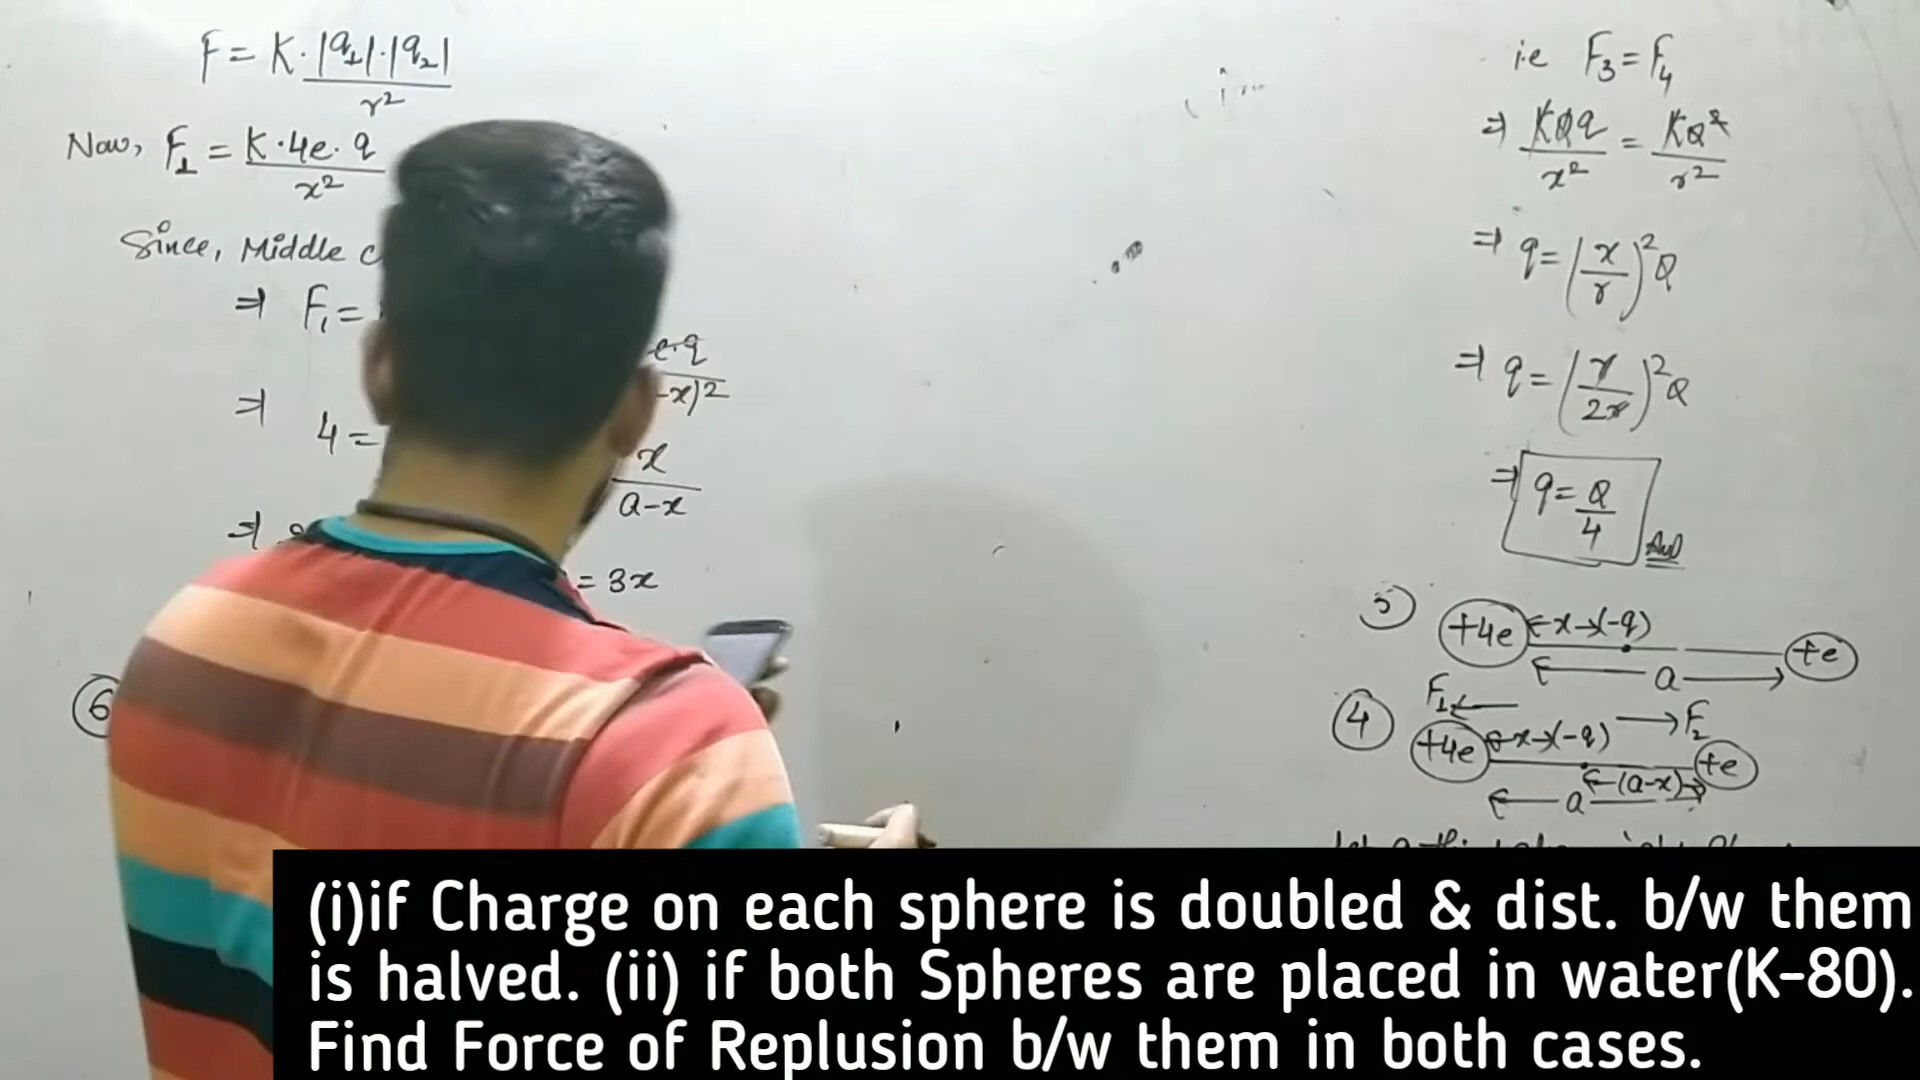 F = K·|q₁|·|q₂|
r²
Now, F₁ = K·4e·q
x²
Since, Middle
⇒ F₁ =
e·q
-x)²
⇒ 4 =
x
a-x
⇒
= 3x
6
i.e F₃ = F₄
⇒ KQq = KQ²
x² r²
⇒ q = (x/r)² Q
⇒ q = (r/2r)² Q
⇒ q = Q/4 Ans
5) +4e ←x→(-q) +e
← a →
F₁← →F₂
4 +4e ←x→(-q) +e
←(a-x)→
← a →
(i)if Charge on each sphere is doubled & dist. b/w them
is halved. (ii) if both Spheres are placed in water(K-80).
Find Force of Replusion b/w them in both cases.